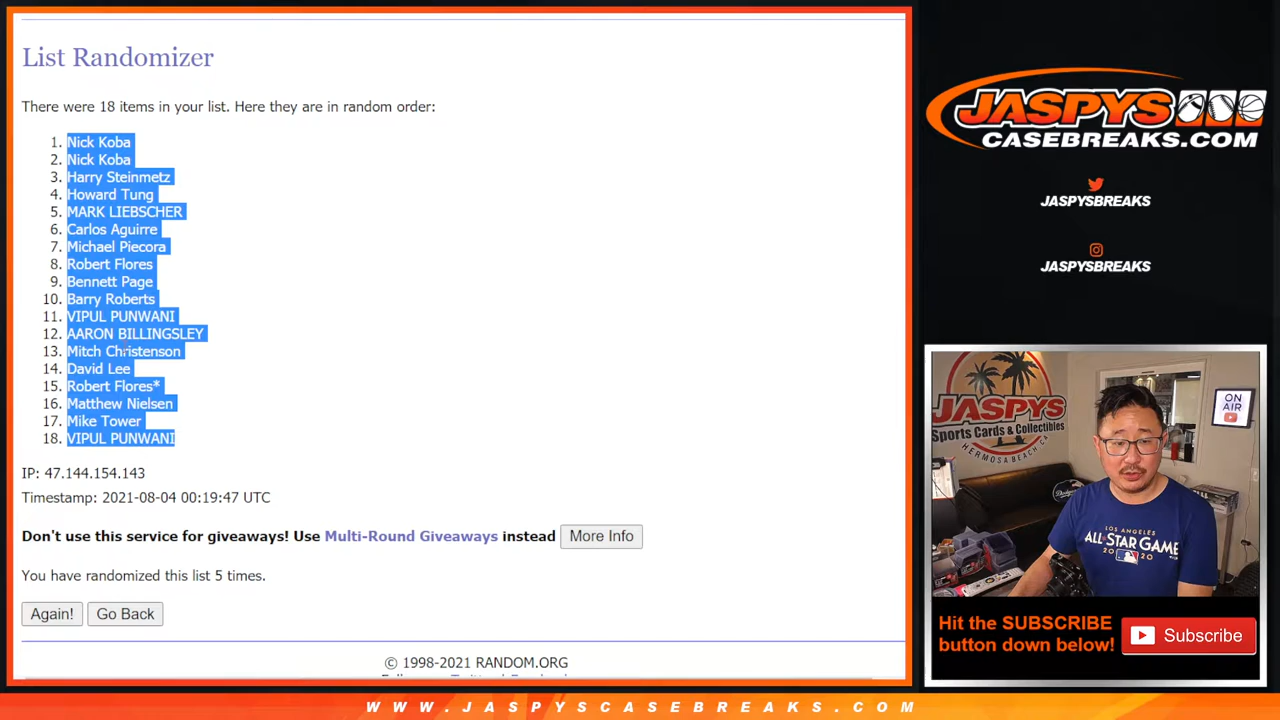 List Randomizer
There were 18 items in your list. Here they are in random order:
1. Nick Koba
2. Nick Koba
3. Harry Steinmetz
4. Howard Tung
5. MARK LIEBSCHER
6. Carlos Aguirre
7. Michael Piecora
8. Robert Flores
9. Bennett Page
10. Barry Roberts
11. VIPUL PUNWANI
12. AARON BILLINGSLEY
13. Mitch Christenson
14. David Lee
15. Robert Flores*
16. Matthew Nielsen
17. Mike Tower
18. VIPUL PUNWANI
IP: 47.144.154.143
Timestamp: 2021-08-04 00:19:47 UTC
Don't use this service for giveaways! Use Multi-Round Giveaways instead More Info
You have randomized this list 5 times.
Again! Go Back
© 1998-2021 RANDOM.ORG
JASPYS
CASEBREAKS.COM
JASPYSBREAKS
JASPYSBREAKS
JASPYS
Sports Cards & Collectibles
HERMOSA BEACH CA
ON
AIR
Dodgers
LOS ANGELES
ALL STAR GAME
2020
Hit the SUBSCRIBE
button down below!
Subscribe
WWW.JASPYSCASEBREAKS.COM